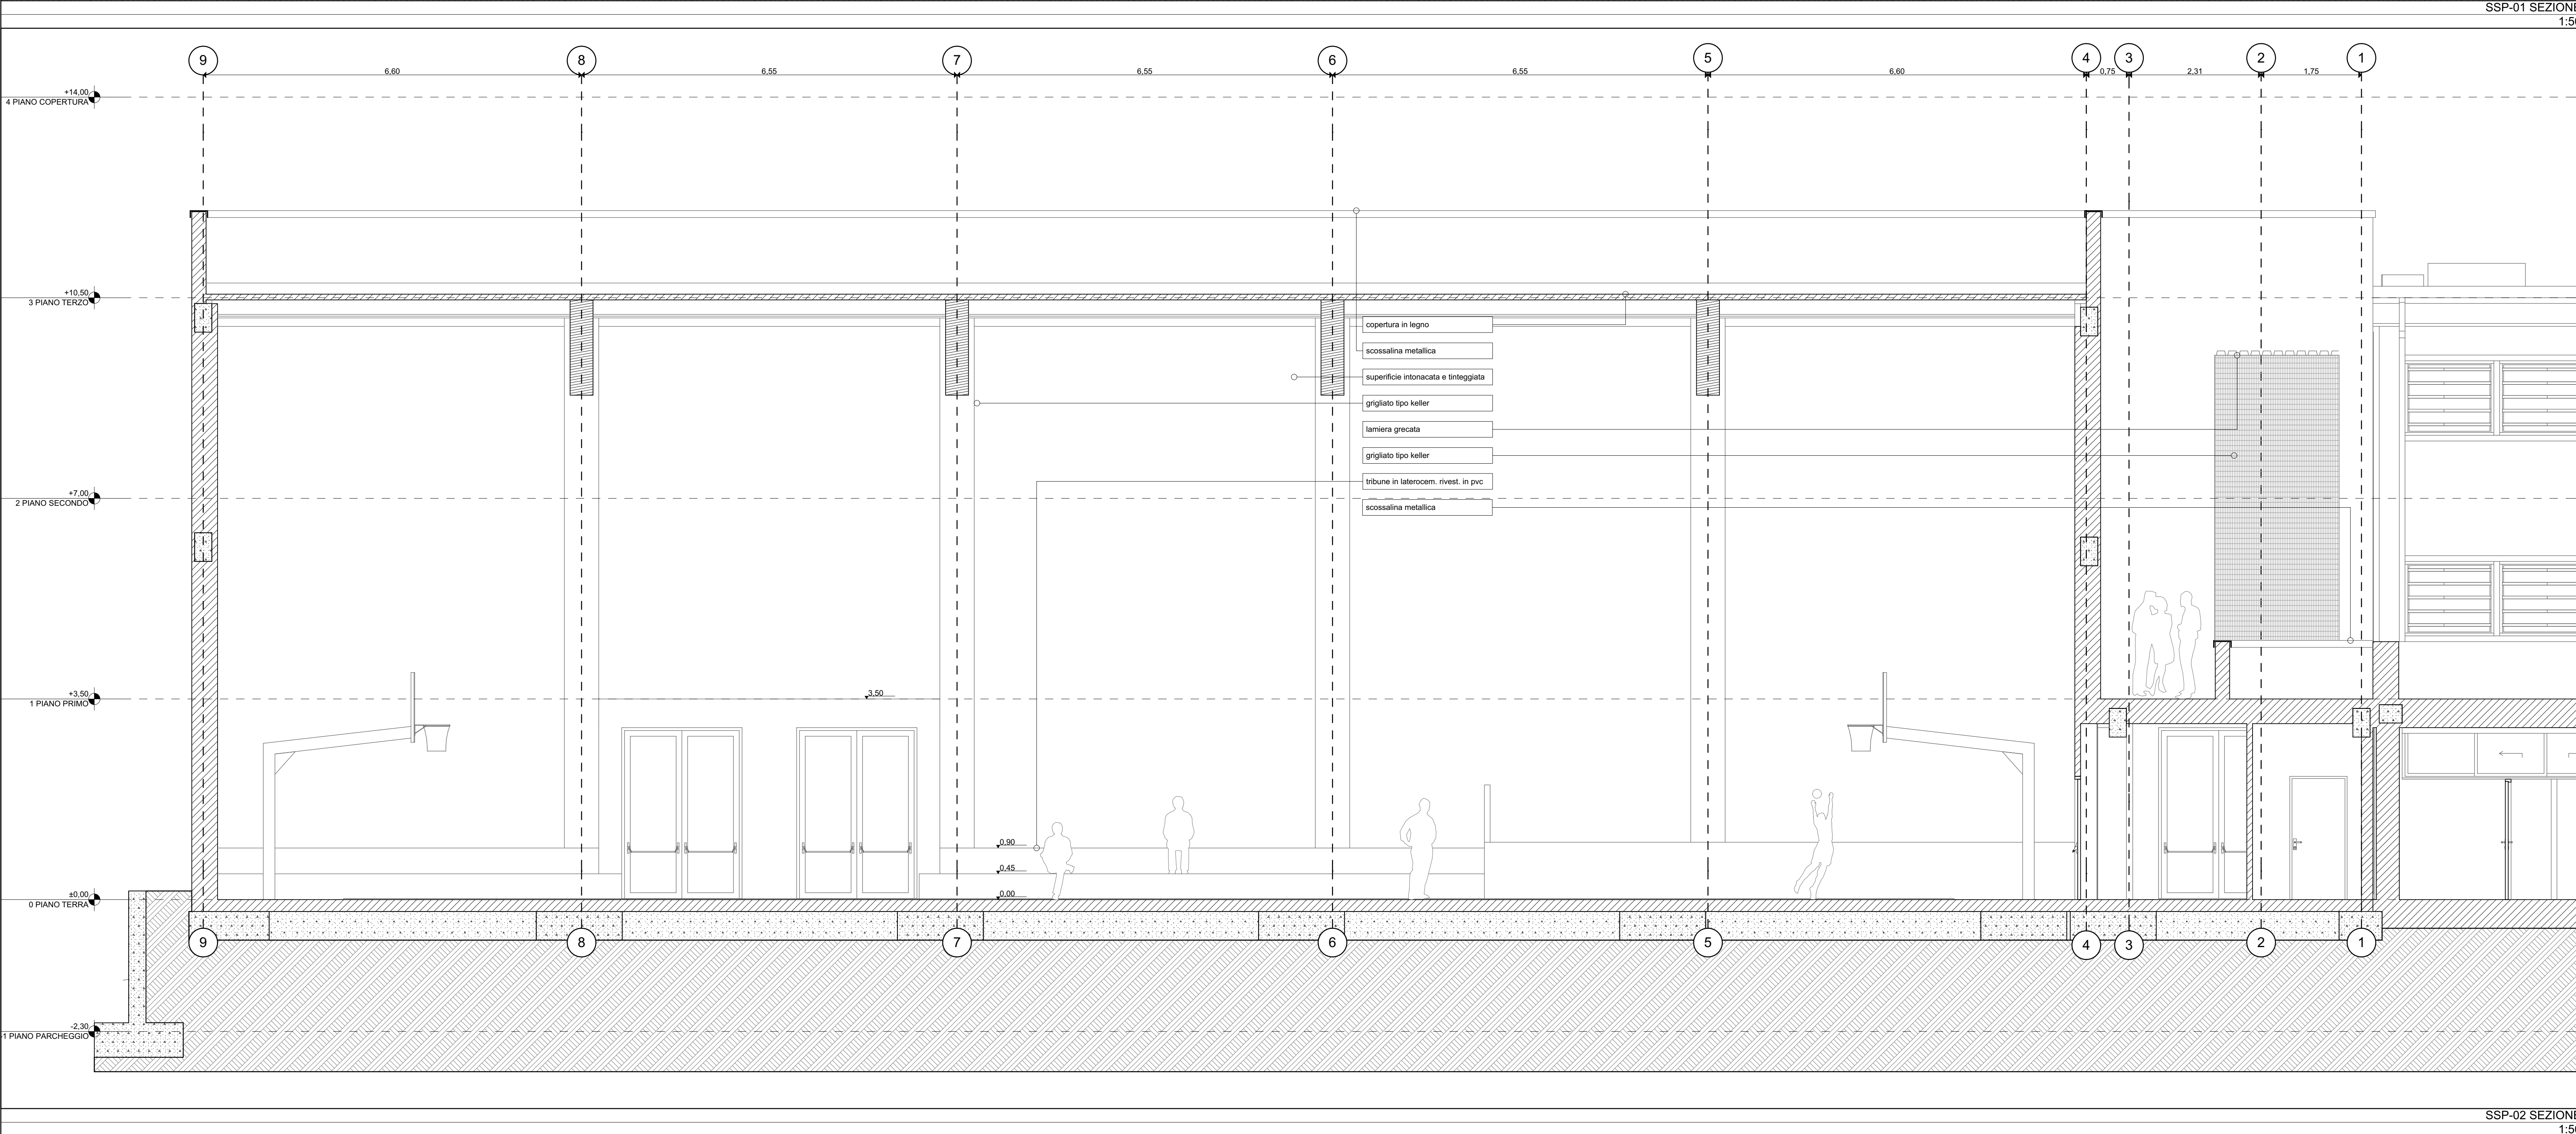 SSP-01 SEZIONE
1:50
9 8 7 6 5 4 3 2 1
6,60 6,55 6,55 6,55 6,60 0,75 2,31 1,75
+14,00
4 PIANO COPERTURA
+10,50
3 PIANO TERZO
copertura in legno
scossalina metallica
superificie intonacata e tinteggiata
grigliato tipo keller
lamiera grecata
grigliato tipo keller
tribune in laterocem. rivest. in pvc
scossalina metallica
+7,00
2 PIANO SECONDO
+3,50
1 PIANO PRIMO
3,50
0,90
0,45
0,00
±0,00
0 PIANO TERRA
9 8 7 6 5 4 3 2 1
-2,30
-1 PIANO PARCHEGGIO
SSP-02 SEZIONE
1:50